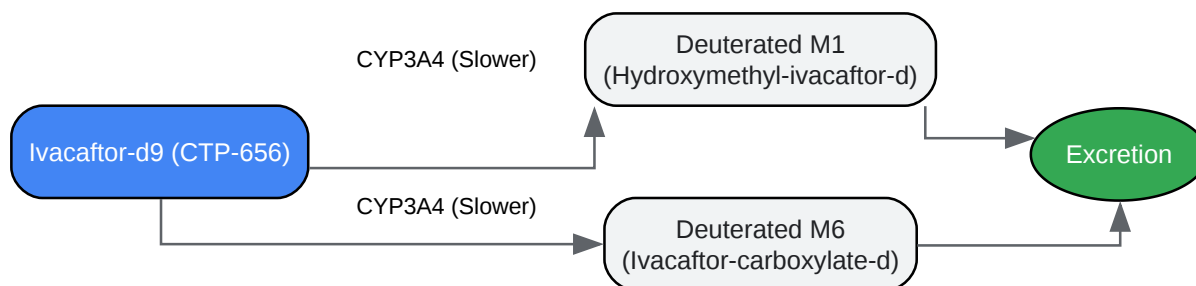 CYP3A4 (Slower)
Deuterated M1
(Hydroxymethyl-ivacaftor-d)
Ivacaftor-d9 (CTP-656)
Excretion
CYP3A4 (Slower)
Deuterated M6
(Ivacaftor-carboxylate-d)